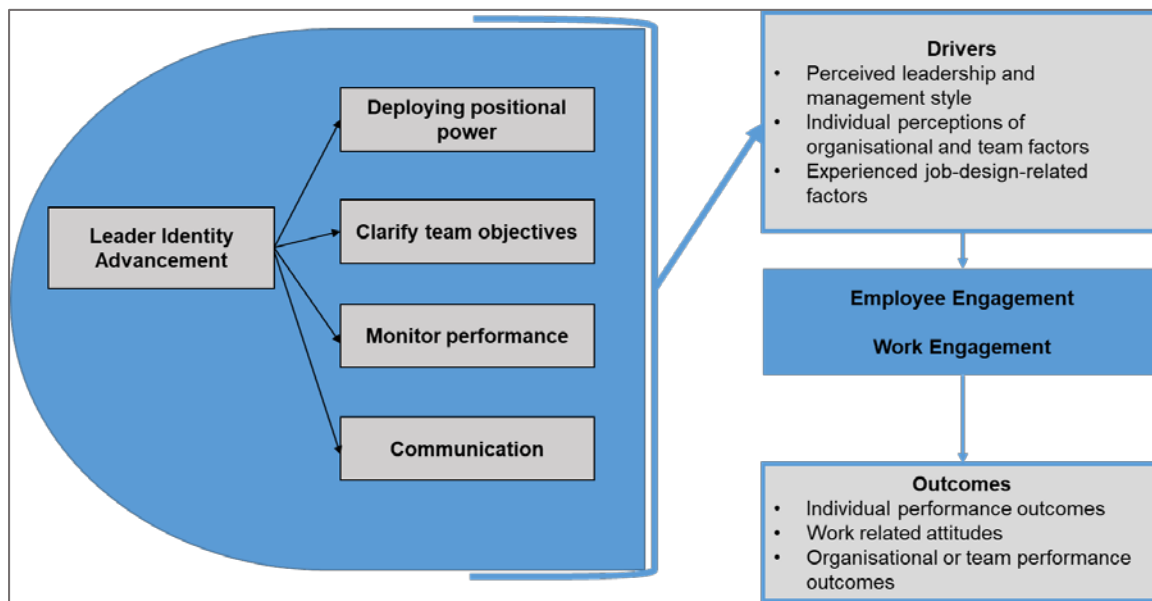 Leader Identity
Advancement
Deploying positional
power
Clarify team objectives
Monitor performance
Communication
Drivers
• Perceived leadership and
management style
• Individual perceptions of
organisational and team factors
• Experienced job-design-related
factors
Employee Engagement
Work Engagement
Outcomes
• Individual performance outcomes
• Work related attitudes
• Organisational or team performance
outcomes